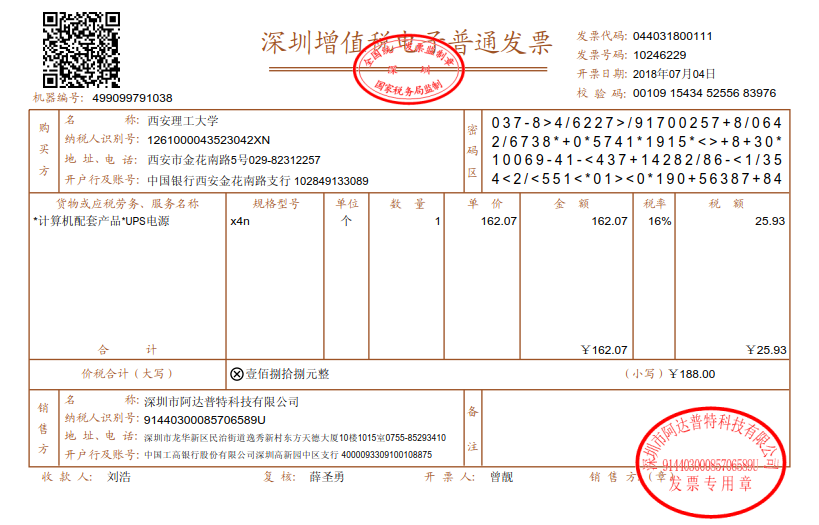 深圳增值税电子普通发票
全国统一发票监制章
深 圳
国家税务局监制
发票代码: 044031800111
发票号码: 10246229
开票日期: 2018年07月04日
校 验 码: 00109 15434 52556 83976
机器编号: 499099791038
购买方
名 称: 西安理工大学
纳税人识别号: 1261000043523042XN
地 址、电 话: 西安市金花南路5号029-82312257
开户行及账号: 中国银行西安金花南路支行 102849133089
密码区
037-8>4/6227>/91700257+8/064
2/6738*+0*5741*1915*<>+8+30*
10069-41-<437+14282/86-<1/35
4<2/<551<*01><0*190+56387+84
货物或应税劳务、服务名称 规格型号 单位 数 量 单 价 金 额 税率 税 额
*计算机配套产品*UPS电源 x4n 个 1 162.07 162.07 16% 25.93
合 计 ￥162.07 ￥25.93
价税合计（大写） ⊗壹佰捌拾捌元整 （小写）￥188.00
销售方
名 称: 深圳市阿达普特科技有限公司
纳税人识别号: 91440300085706589U
地 址、电 话: 深圳市龙华新区民治街道逸秀新村东方天德大厦10楼1015室0755-85293410
开户行及账号: 中国工商银行股份有限公司深圳高新园中区支行 4000093309100108875
备注
收 款 人: 刘浩 复 核: 薛圣勇 开 票 人: 曾靓 销 售 方:（章）
深圳市阿达普特科技有限公司
91440300085706589U
发票专用章